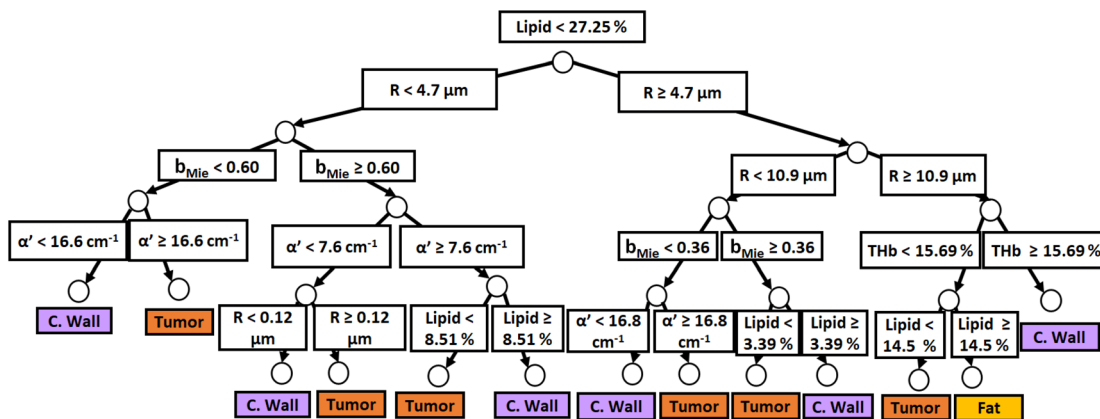 Lipid < 27.25 %
R < 4.7 µm
R ≥ 4.7 µm
bMie < 0.60
bMie ≥ 0.60
R < 10.9 µm
R ≥ 10.9 µm
α’ < 16.6 cm⁻¹
α’ ≥ 16.6 cm⁻¹
α’ < 7.6 cm⁻¹
α’ ≥ 7.6 cm⁻¹
bMie < 0.36
bMie ≥ 0.36
THb < 15.69 %
THb ≥ 15.69 %
C. Wall
Tumor
R < 0.12
µm
R ≥ 0.12
µm
Lipid <
8.51 %
Lipid ≥
8.51 %
α’ < 16.8
cm⁻¹
α’ ≥ 16.8
cm⁻¹
Lipid <
3.39 %
Lipid ≥
3.39 %
Lipid <
14.5 %
Lipid ≥
14.5 %
C. Wall
C. Wall
Tumor
Tumor
C. Wall
C. Wall
Tumor
Tumor
C. Wall
Tumor
Fat